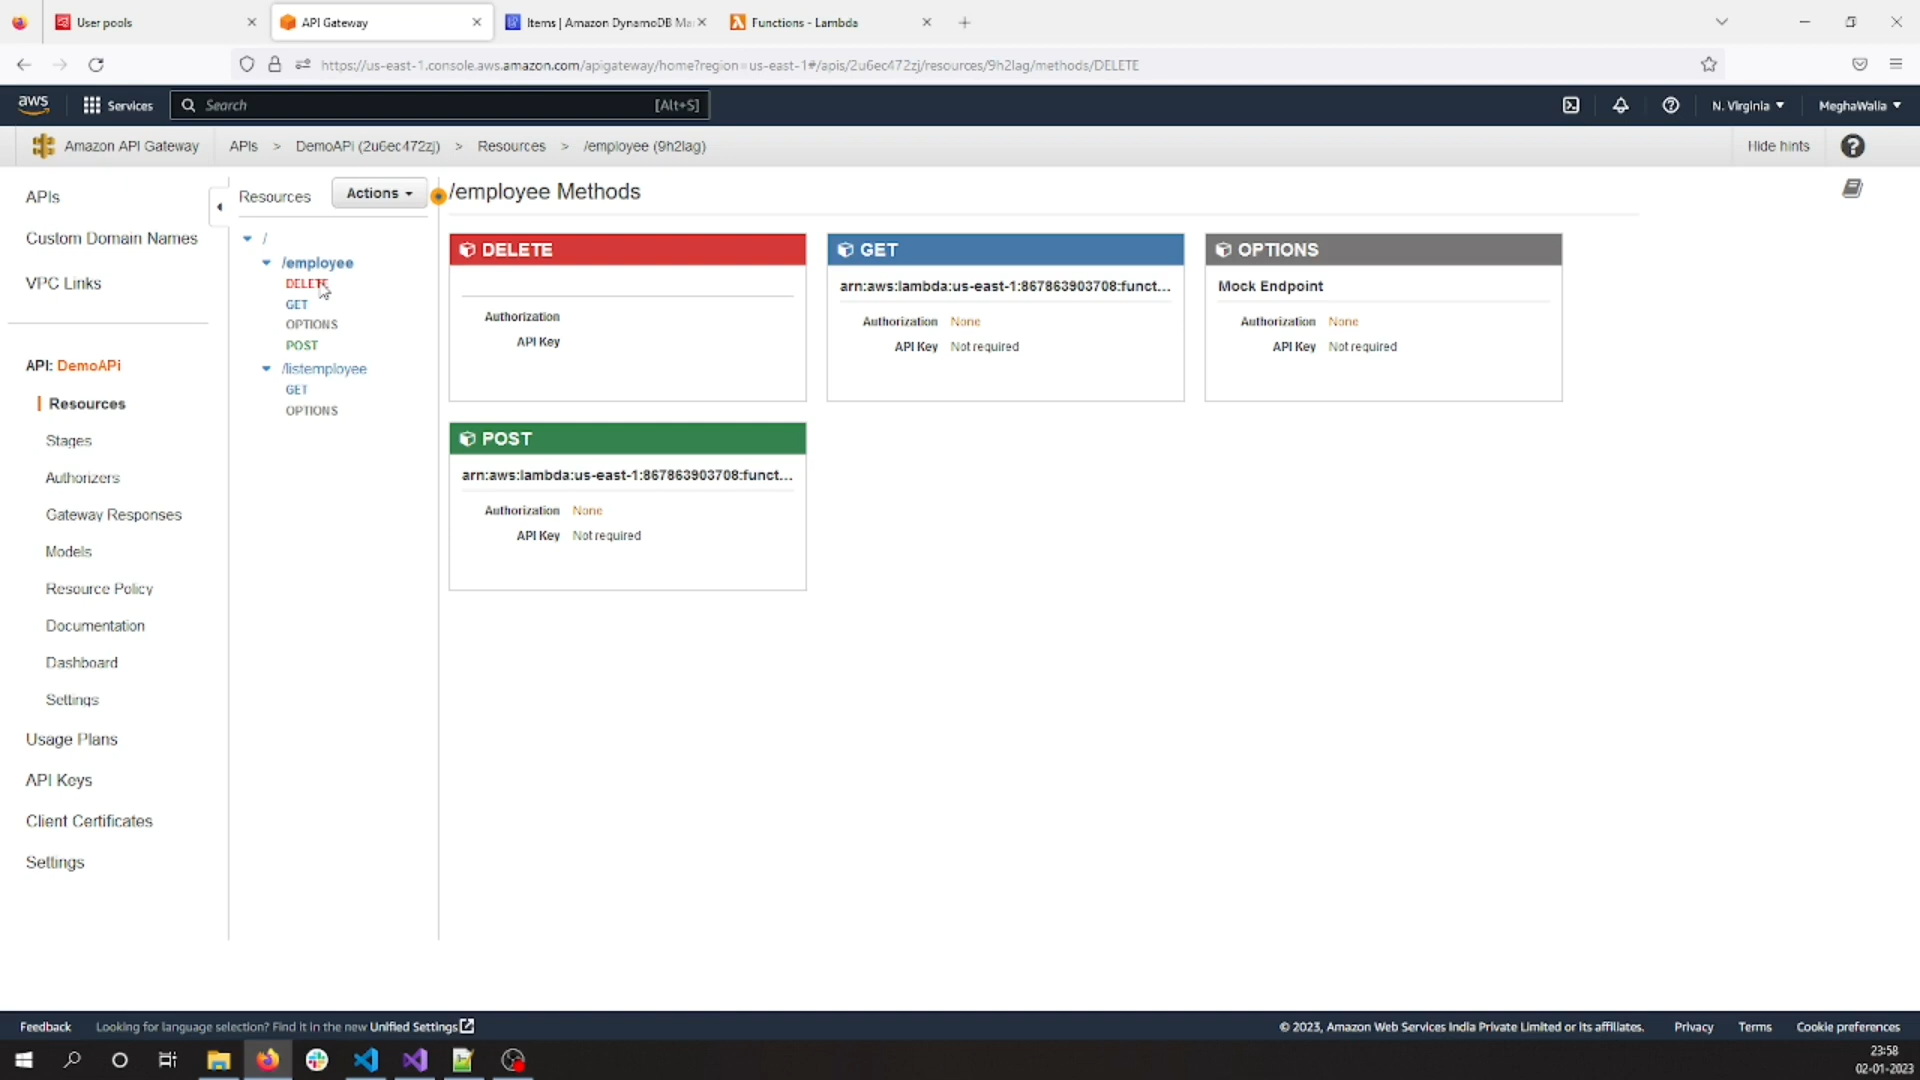 User pools
API Gateway
Items | Amazon DynamoDB Ma
Functions - Lambda
https://us-east-1.console.aws.amazon.com/apigateway/home?region=us-east-1#/apis/2u6ec472zj/resources/9h2lag/methods/DELETE
aws
Services
Search
[Alt+S]
N. Virginia
MeghaWalia
Amazon API Gateway
APIs > DemoAPi (2u6ec472zj) > Resources > /employee (9h2lag)
Hide hints
APIs
Custom Domain Names
VPC Links
API: DemoAPi
Resources
Stages
Authorizers
Gateway Responses
Models
Resource Policy
Documentation
Dashboard
Settings
Usage Plans
API Keys
Client Certificates
Settings
Resources
Actions
/
/employee
DELETE
GET
OPTIONS
POST
/listemployee
GET
OPTIONS
/employee Methods
DELETE
Authorization
API Key
GET
arn:aws:lambda:us-east-1:867863903708:funct...
Authorization None
API Key Not required
OPTIONS
Mock Endpoint
Authorization None
API Key Not required
POST
arn:aws:lambda:us-east-1:867863903708:funct...
Authorization None
API Key Not required
Feedback
Looking for language selection? Find it in the new Unified Settings
© 2023, Amazon Web Services India Private Limited or its affiliates.
Privacy
Terms
Cookie preferences
23:58
02-01-2023